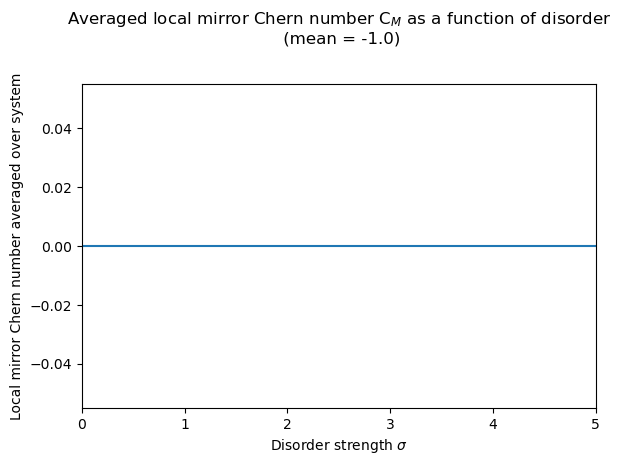 Averaged local mirror Chern number C$_M$ as a function of disorder
(mean = -1.0)
Local mirror Chern number averaged over system
0.04
0.02
0.00
−0.02
−0.04
0 1 2 3 4 5
Disorder strength σ